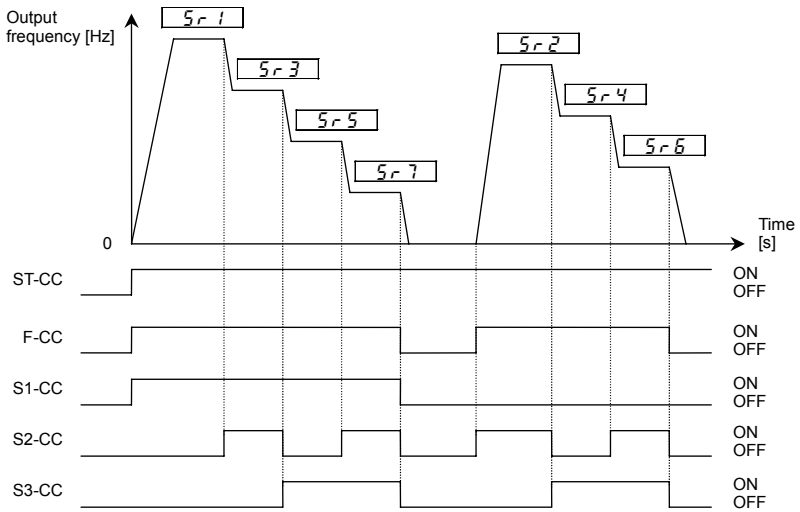 Output
frequency [Hz]
Sr1
Sr3
Sr5
Sr7
Sr2
Sr4
Sr6
0
Time
[s]
ST-CC
ON
OFF
F-CC
ON
OFF
S1-CC
ON
OFF
S2-CC
ON
OFF
S3-CC
ON
OFF